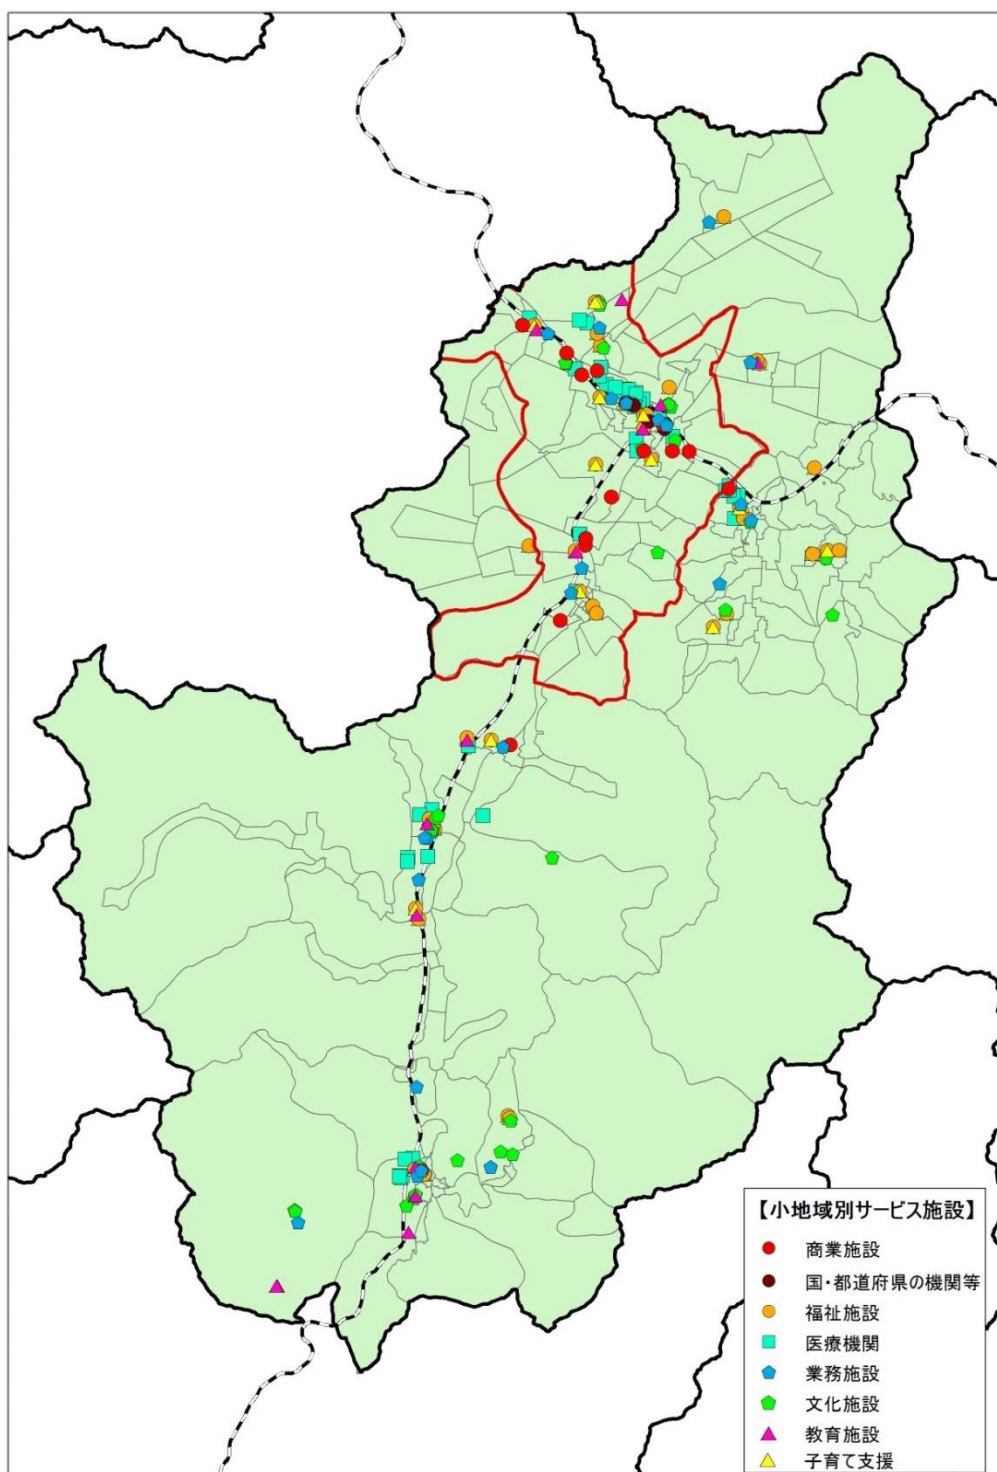 【小地域別サービス施設】
商業施設
国・都道府県の機関等
福祉施設
医療機関
業務施設
文化施設
教育施設
子育て支援